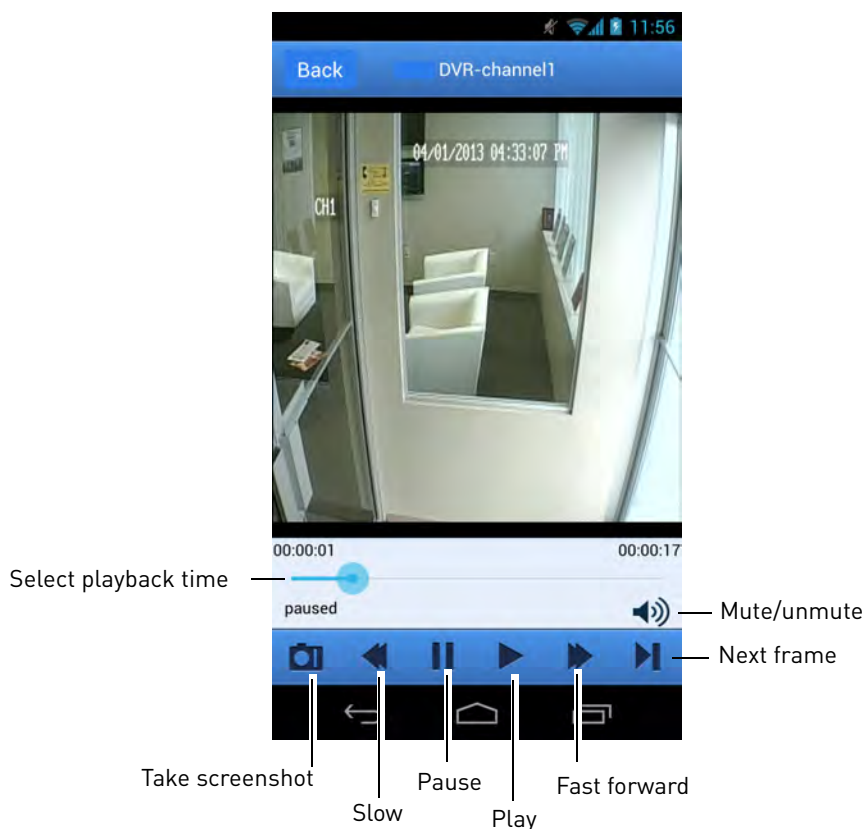 11:56
Back DVR-channel1
04/01/2013 04:33:07 PM
CH1
00:00:01 00:00:17
Select playback time
paused
Mute/unmute
Next frame
Take screenshot
Slow
Pause
Play
Fast forward